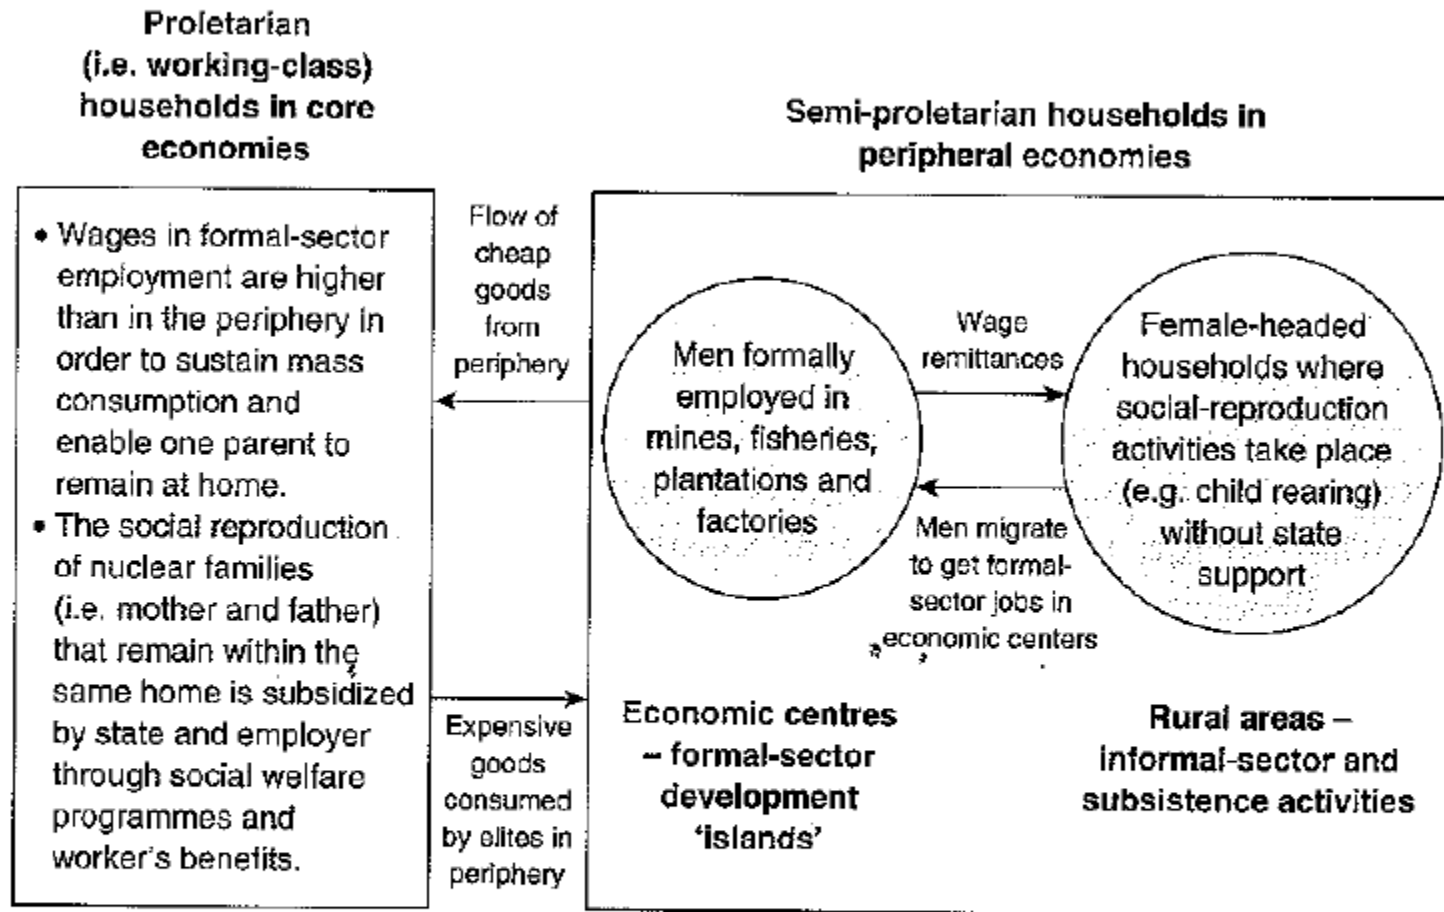 Proletarian
(i.e. working-class)
households in core
economies
• Wages in formal-sector
employment are higher
than in the periphery in
order to sustain mass
consumption and
enable one parent to
remain at home.
• The social reproduction
of nuclear families
(i.e. mother and father)
that remain within the
same home is subsidized
by state and employer
through social welfare
programmes and
worker's benefits.
Flow of
cheap
goods
from
periphery
Expensive
goods
consumed
by elites in
periphery
Semi-proletarian households in
peripheral economies
Men formally
employed in
mines, fisheries,
plantations and
factories
Wage
remittances
Men migrate
to get formal-
sector jobs in
economic centers
Female-headed
households where
social-reproduction
activities take place
(e.g. child rearing)
without state
support
Economic centres
– formal-sector
development
'islands'
Rural areas –
informal-sector and
subsistence activities